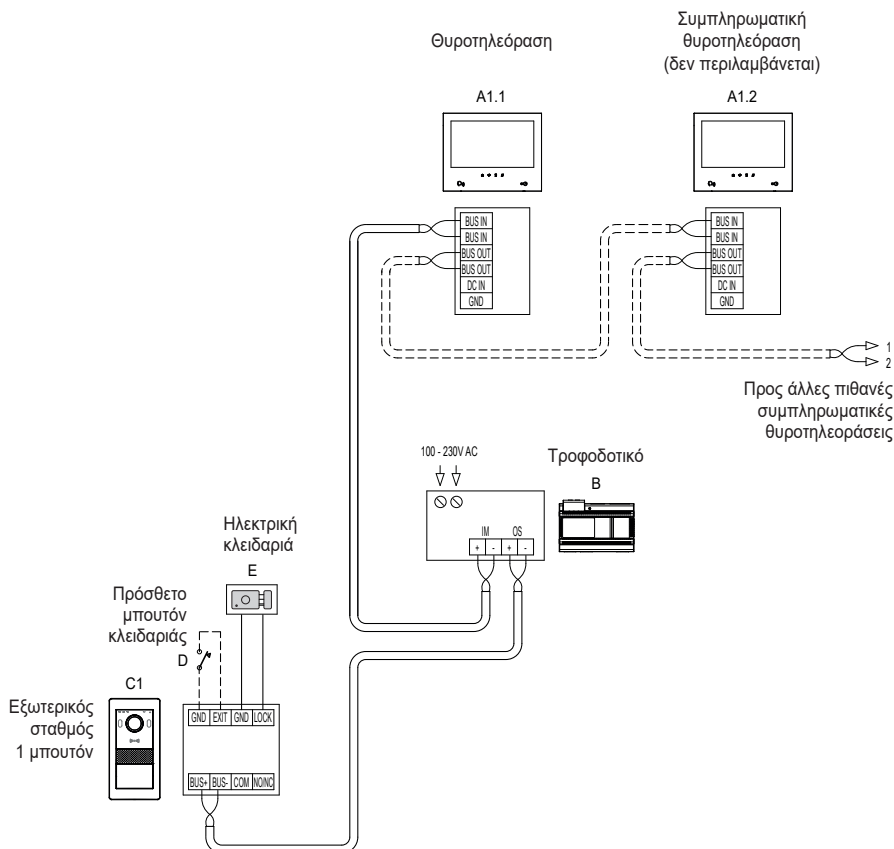 Θυροτηλεόραση
Συμπληρωματική
θυροτηλεόραση
(δεν περιλαμβάνεται)
A1.1
A1.2
BUS IN
BUS IN
BUS OUT
BUS OUT
DC IN
GND
BUS IN
BUS IN
BUS OUT
BUS OUT
DC IN
GND
1
2
Προς άλλες πιθανές
συμπληρωματικές
θυροτηλεοράσεις
100 - 230V AC
Τροφοδοτικό
B
IM OS
+ - + -
Ηλεκτρική
κλειδαριά
E
Πρόσθετο
μπουτόν
κλειδαριάς
D
C1
Εξωτερικός
σταθμός
1 μπουτόν
GND EXIT GND LOCK
BUS+ BUS- COM NO/NC